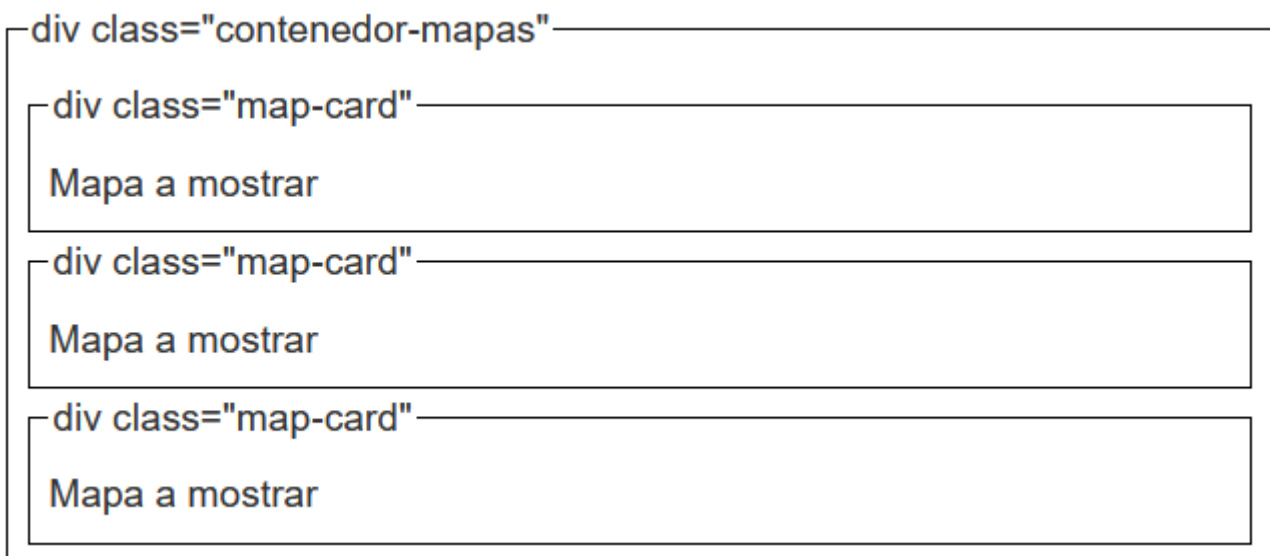 div class="contenedor-mapas"
div class="map-card"
Mapa a mostrar
div class="map-card"
Mapa a mostrar
div class="map-card"
Mapa a mostrar